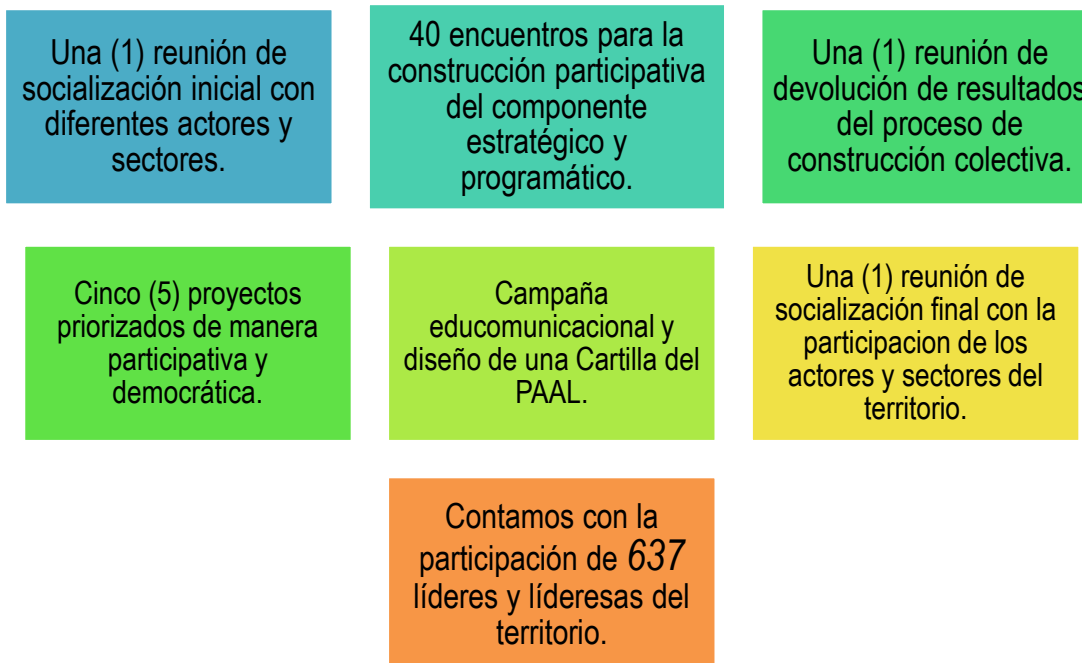 Una (1) reunión de
socialización inicial con
diferentes actores y
sectores.
40 encuentros para la
construcción participativa
del componente
estratégico y
programático.
Una (1) reunión de
devolución de resultados
del proceso de
construcción colectiva.
Cinco (5) proyectos
priorizados de manera
participativa y
democrática.
Campaña
educomunicacional y
diseño de una Cartilla del
PAAL.
Una (1) reunión de
socialización final con la
participacion de los
actores y sectores del
territorio.
Contamos con la
participación de 637
líderes y líderesas del
territorio.